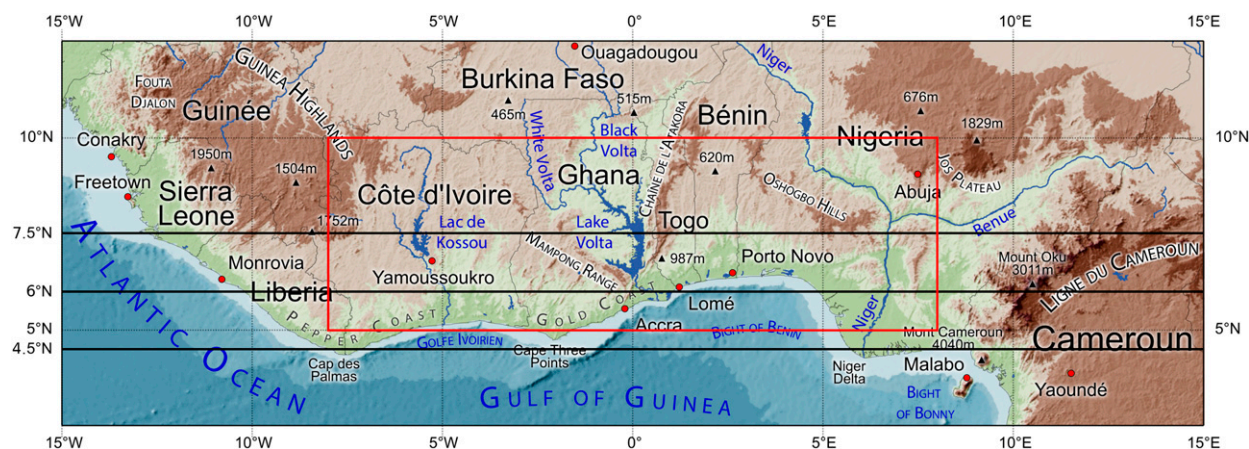 15°W 10°W 5°W 0° 5°E 10°E 15°E
Ouagadougou
Niger
GUINEA HIGHLANDS
FOUTA
DJALON
Burkina Faso
Guinée
465m
515m
Bénin
676m
1829m
10°N
10°N
Conakry
White Volta
Black
Volta
CHAÎNE DE L'ATAKORA
Nigeria
1950m
1504m
620m
Ghana
JOS PLATEAU
Freetown
Sierra
Leone
Côte d'Ivoire
OSHOGBO HILLS
Abuja
1752m
Lac de
Kossou
Lake
Volta
Togo
Benue
7.5°N
ATLANTIC OCEAN
MAMPONG RANGE
Monrovia
Yamoussoukro
987m
Porto Novo
Mount Oku
3011m
LIGNE DU CAMEROUN
6°N
Liberia
Lomé
PEPPER COAST
GOLD COAST
Accra
Niger
5°N
5°N
GOLFE IVOIRIEN
BIGHT OF BENIN
Mont Cameroun
4040m
Cameroun
4.5°N
Cap des
Palmas
Cape Three
Points
Niger
Delta
Malabo
Yaoundé
GULF OF GUINEA
BIGHT
OF BONNY
15°W 10°W 5°W 0° 5°E 10°E 15°E